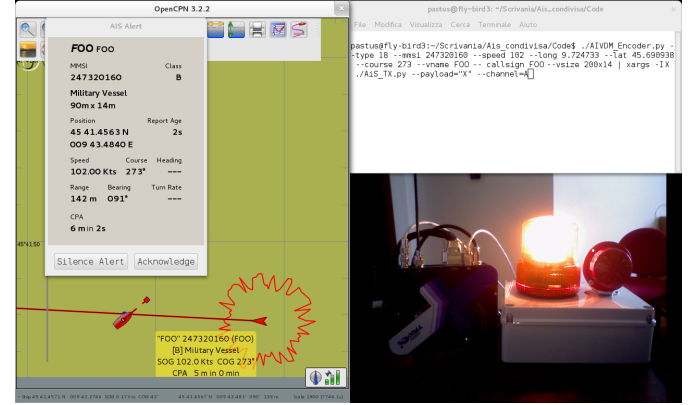 OpenCPN 3.2.2
AIS Alert
FOO FOO
MMSI Class
247320160 B
Military Vessel
90m x 14m
Position Report Age
45 41.4563 N 2s
009 43.4840 E
Speed Course Heading
102.00 Kts 273° ---
Range Bearing Turn Rate
142 m 091° ---
CPA
6 m in 2s
Silence Alert Acknowledge
45°41.50
"FOO" 247320160 (FOO)
[B] Military Vessel
SOG 102.0 Kts COG 273°
CPA 5 m in 0 min
pastus@fly-bird3: ~/Scrivania/Ais_condivisa/Code
File Modifica Visualizza Cerca Terminale Aiuto
pastus@fly-bird3:~/Scrivania/Ais_condivisa/Code$ ./AIVDM_Encoder.py -
-type 18 --mmsi 247320160 --speed 102 --long 9.724733 --lat 45.690938
--course 273 --vname FOO -- callsign FOO --vsize 200x14 | xargs -IX
./AiS_TX.py --payload="X" --channel=A